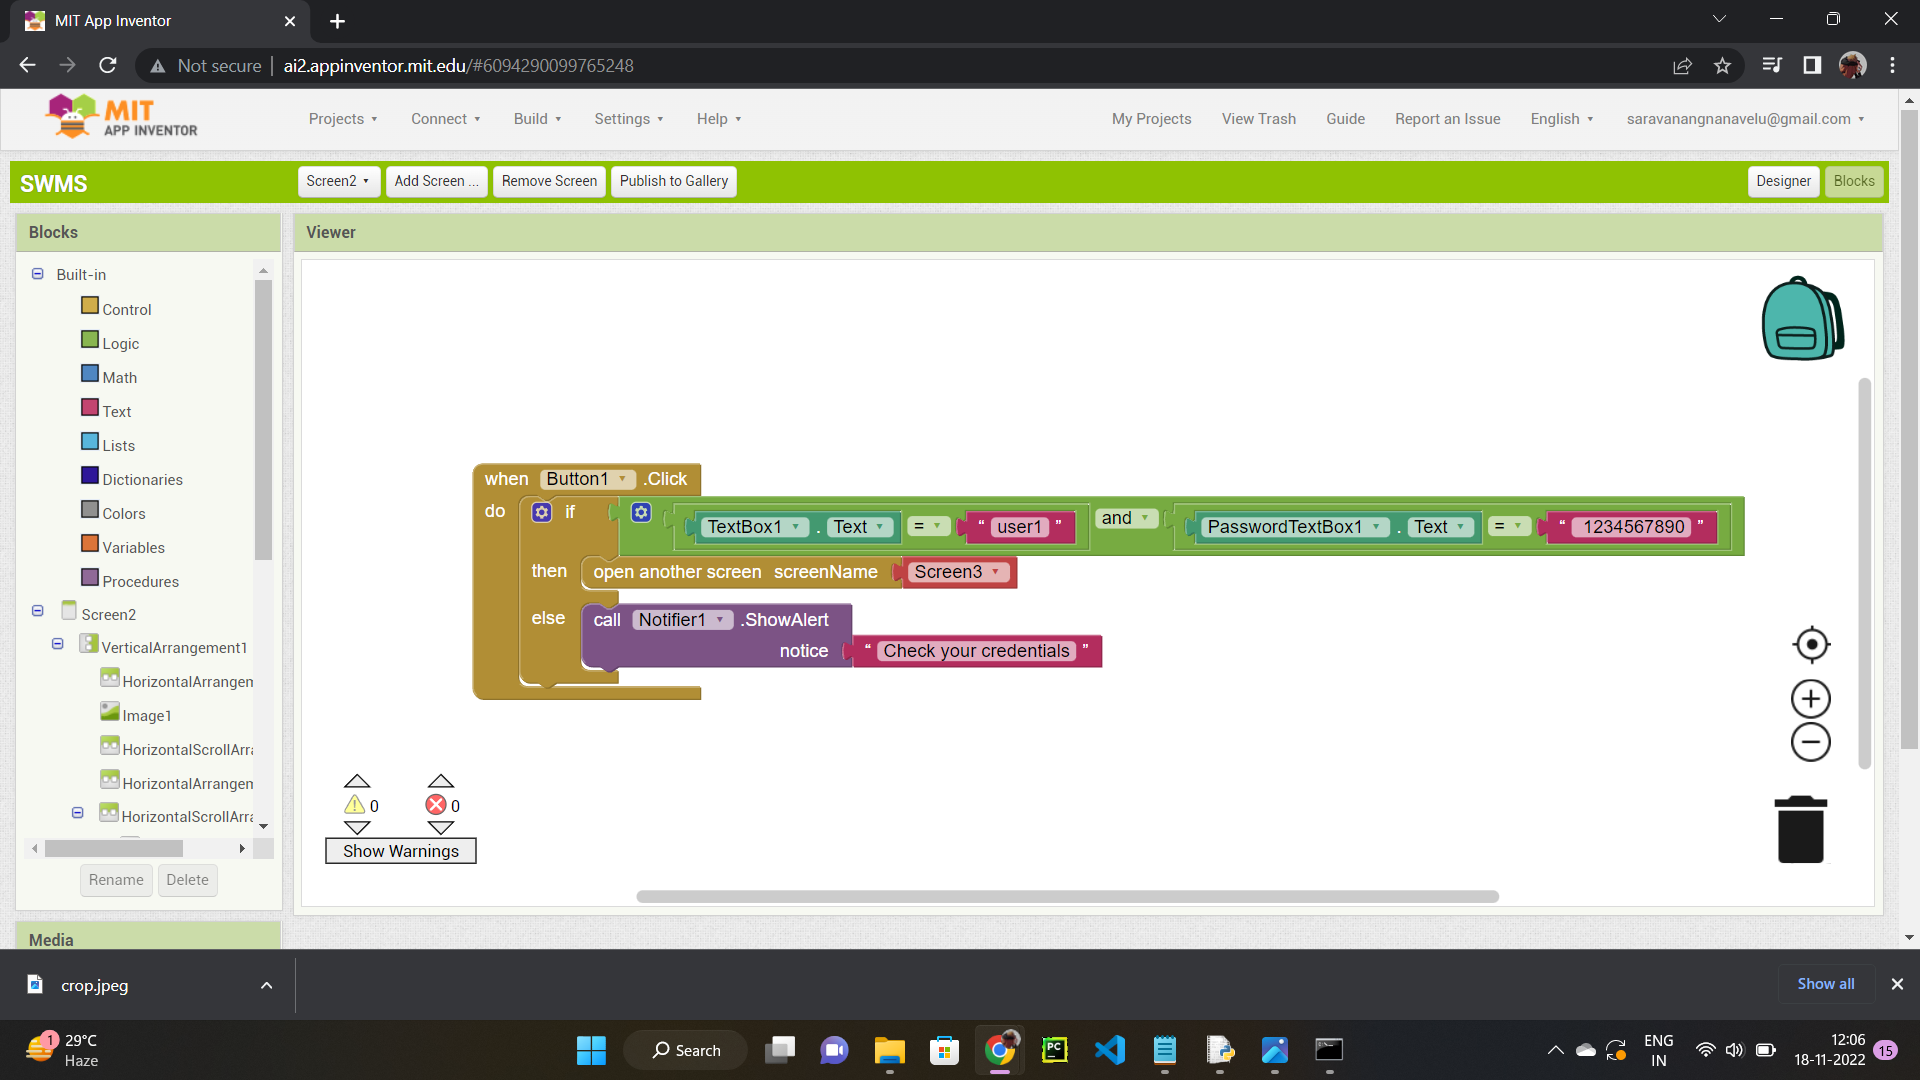 MIT App Inventor
Not secure | ai2.appinventor.mit.edu/#6094290099765248
MIT
APP INVENTOR
Projects Connect Build Settings Help My Projects View Trash Guide Report an Issue English saravanangnanavelu@gmail.com
SWMS Screen2 Add Screen ... Remove Screen Publish to Gallery Designer Blocks
Blocks
Viewer
Built-in
Control
Logic
Math
Text
Lists
Dictionaries
Colors
Variables
Procedures
Screen2
VerticalArrangement1
HorizontalArrangem
Image1
HorizontalScrollArra
HorizontalArrangem
HorizontalScrollArra
Rename Delete
Media
when Button1 .Click
do if TextBox1 . Text = “ user1 ” and PasswordTextBox1 . Text = “ 1234567890 ”
then open another screen screenName Screen3
else call Notifier1 .ShowAlert
notice “ Check your credentials ”
0 0
Show Warnings
crop.jpeg
Show all
1 29°C
Haze
Search
PC
ENG
IN
12:06
18-11-2022 15